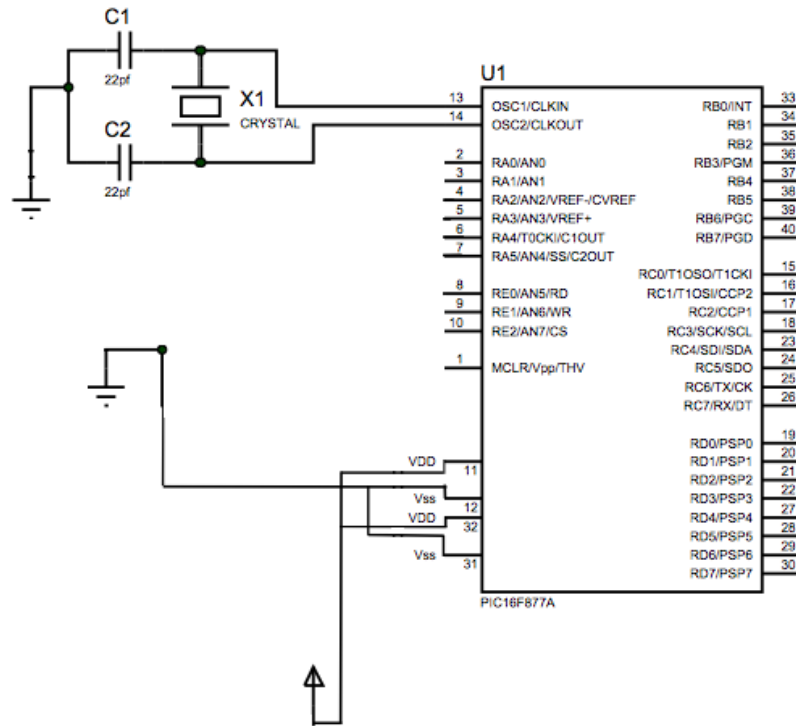 C1
22pf
X1
CRYSTAL
C2
22pf
U1
13 OSC1/CLKIN
14 OSC2/CLKOUT
2 RA0/AN0
3 RA1/AN1
4 RA2/AN2/VREF-/CVREF
5 RA3/AN3/VREF+
6 RA4/T0CKI/C1OUT
7 RA5/AN4/SS/C2OUT
8 RE0/AN5/RD
9 RE1/AN6/WR
10 RE2/AN7/CS
1 MCLR/Vpp/THV
VDD 11
Vss 12
VDD 32
Vss 31
RB0/INT 33
RB1 34
RB2 35
RB3/PGM 36
RB4 37
RB5 38
RB6/PGC 39
RB7/PGD 40
RC0/T1OSO/T1CKI 15
RC1/T1OSI/CCP2 16
RC2/CCP1 17
RC3/SCK/SCL 18
RC4/SDI/SDA 23
RC5/SDO 24
RC6/TX/CK 25
RC7/RX/DT 26
RD0/PSP0 19
RD1/PSP1 20
RD2/PSP2 21
RD3/PSP3 22
RD4/PSP4 27
RD5/PSP5 28
RD6/PSP6 29
RD7/PSP7 30
PIC16F877A